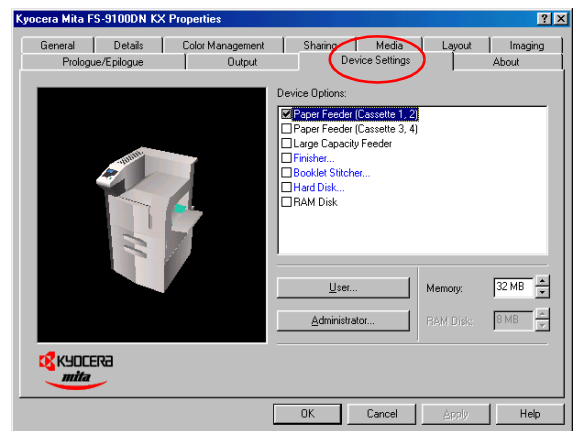 Kyocera Mita FS-9100DN KX Properties
General Details Color Management Sharing Media Layout Imaging
Prologue/Epilogue Output Device Settings About
Device Options:
Paper Feeder (Cassette 1, 2)
Paper Feeder (Cassette 3, 4)
Large Capacity Feeder
Finisher...
Booklet Stitcher...
Hard Disk...
RAM Disk
User... Memory: 32 MB
Administrator... RAM Disk: 8 MB
KYOCERA
mita
OK Cancel Apply Help